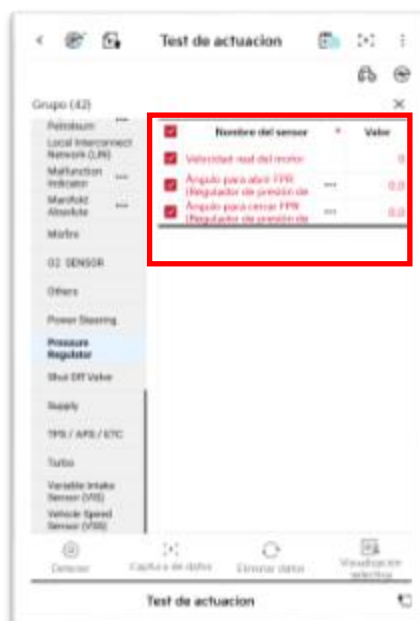 Test de actuacion
Grupo (42)
Petroleum
Local Interconnect
Network (LIN)
Malfunction
Indicator
Manifold
Absolute
Misfire
O2 SENSOR
Others
Power Steering
Pressure
Regulator
Shut Off Valve
Supply
TPS / APS / ETC
Turbo
Variable Intake
Sensor (VIS)
Vehicle Speed
Sensor (VSS)
Nombre del sensor * Valor
Velocidad real del motor 0
Ángulo para abrir FPR
(Regulador de presión de 0.0
Ángulo para cerrar FPR
(Regulador de presión de 0.0
Detener
Captura de datos
Eliminar datos
Visualización
selectiva
Test de actuacion